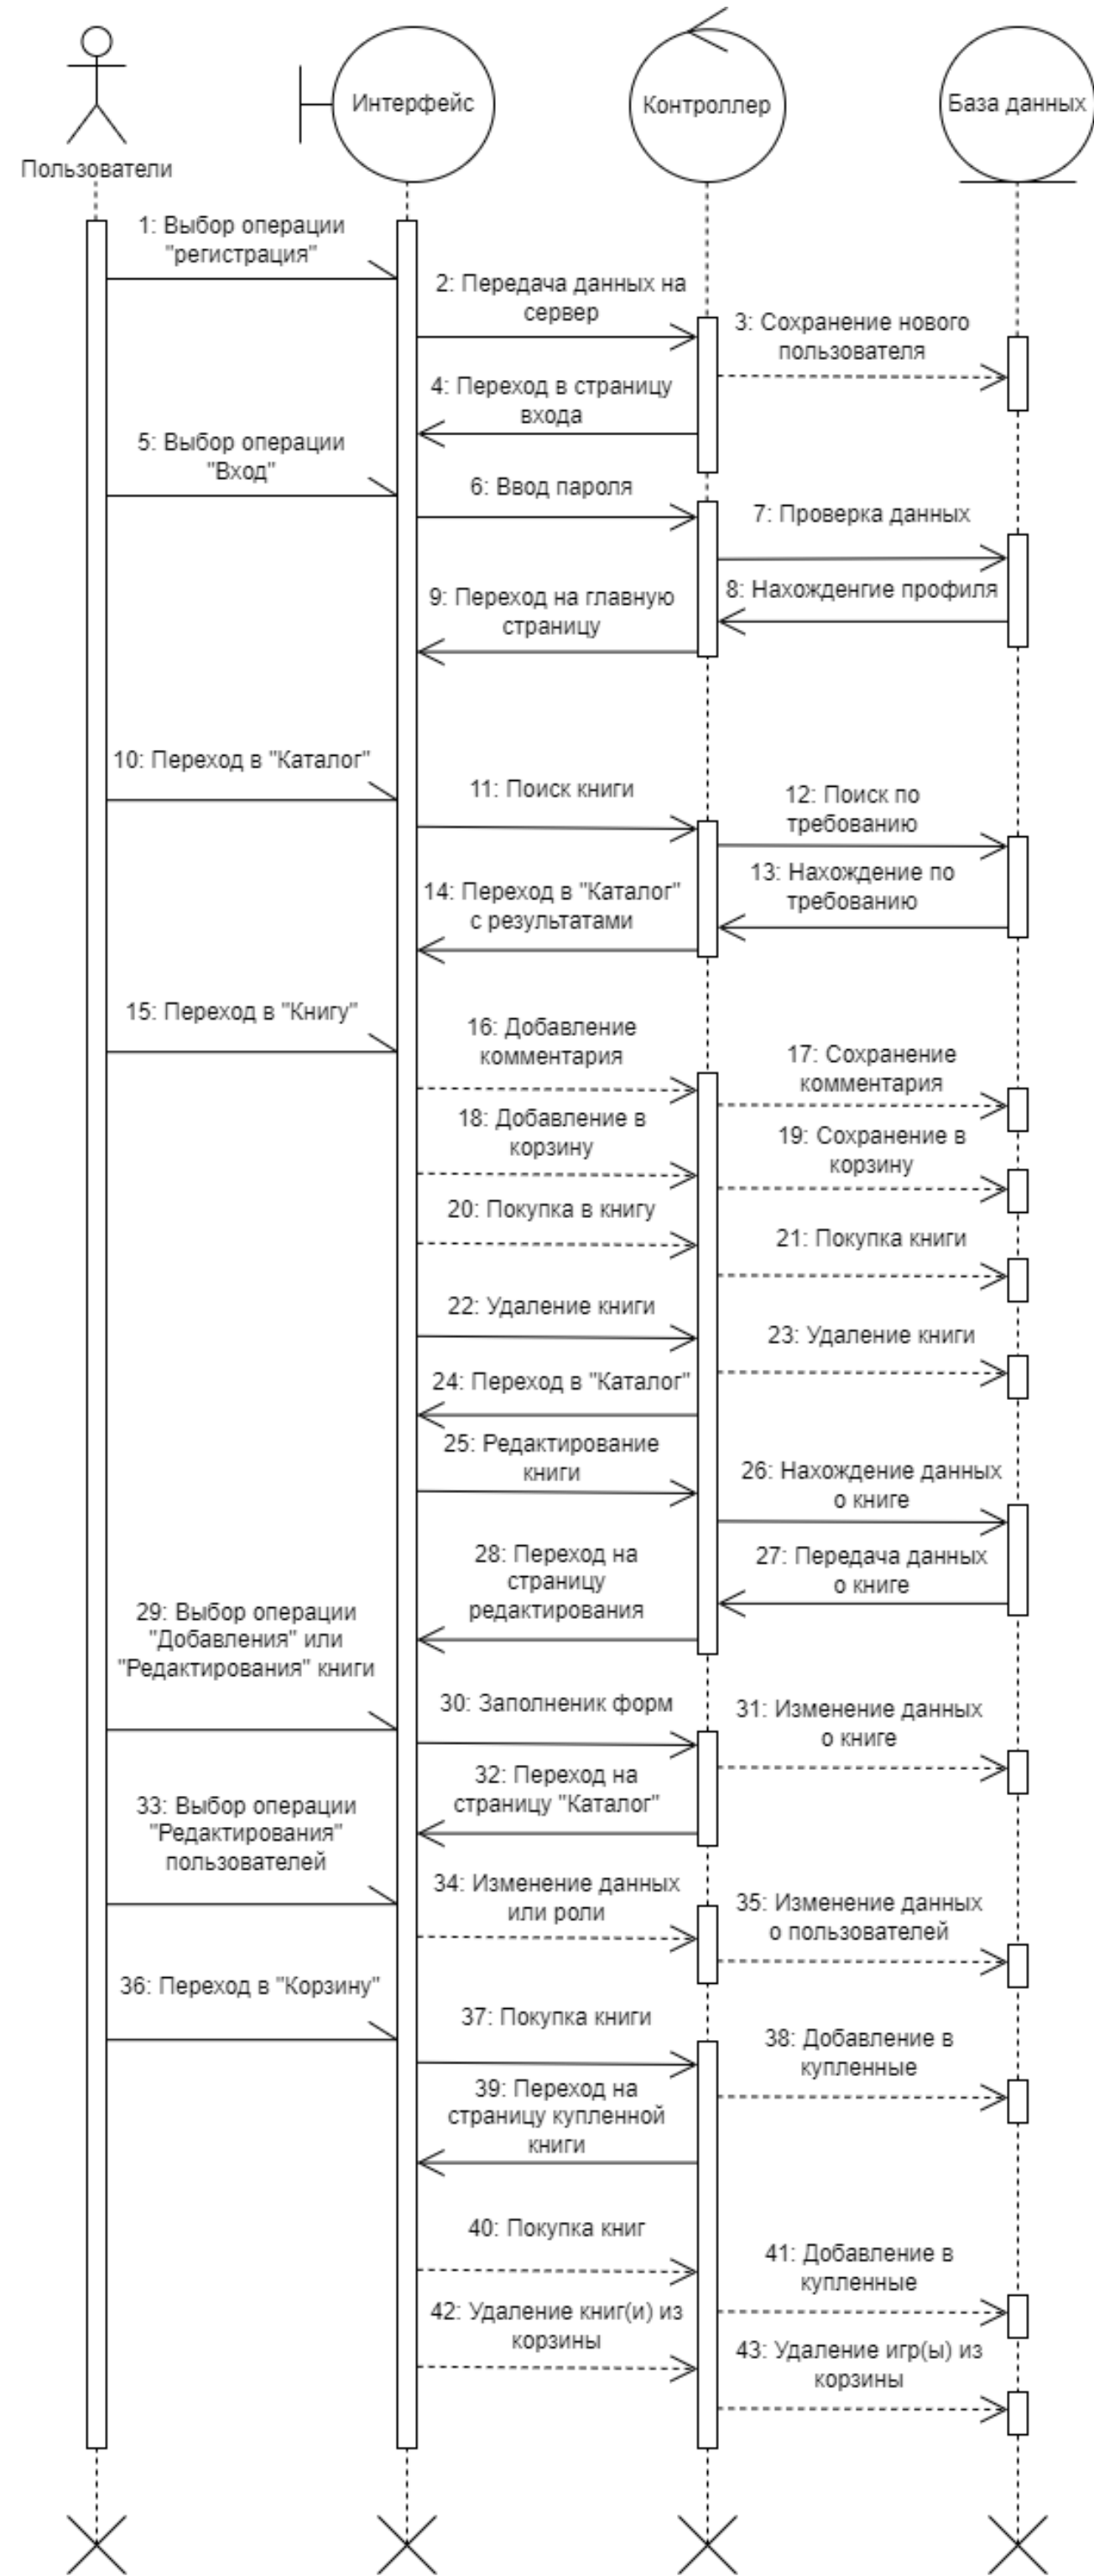 Пользователи
Интерфейс
Контроллер
База данных
1: Выбор операции
"регистрация"
2: Передача данных на
сервер
3: Сохранение нового
пользователя
4: Переход в страницу
входа
5: Выбор операции
"Вход"
6: Ввод пароля
7: Проверка данных
8: Нахожденгие профиля
9: Переход на главную
страницу
10: Переход в "Каталог"
11: Поиск книги
12: Поиск по
требованию
13: Нахождение по
требованию
14: Переход в "Каталог"
с результатами
15: Переход в "Книгу"
16: Добавление
комментария
17: Сохранение
комментария
18: Добавление в
корзину
19: Сохранение в
корзину
20: Покупка в книгу
21: Покупка книги
22: Удаление книги
23: Удаление книги
24: Переход в "Каталог"
25: Редактирование
книги
26: Нахождение данных
о книге
27: Передача данных
о книге
28: Переход на
страницу
редактирования
29: Выбор операции
"Добавления" или
"Редактирования" книги
30: Заполненик форм
31: Изменение данных
о книге
32: Переход на
страницу "Каталог"
33: Выбор операции
"Редактирования"
пользователей
34: Изменение данных
или роли
35: Изменение данных
о пользователей
36: Переход в "Корзину"
37: Покупка книги
38: Добавление в
купленные
39: Переход на
страницу купленной
книги
40: Покупка книг
41: Добавление в
купленные
42: Удаление книг(и) из
корзины
43: Удаление игр(ы) из
корзины